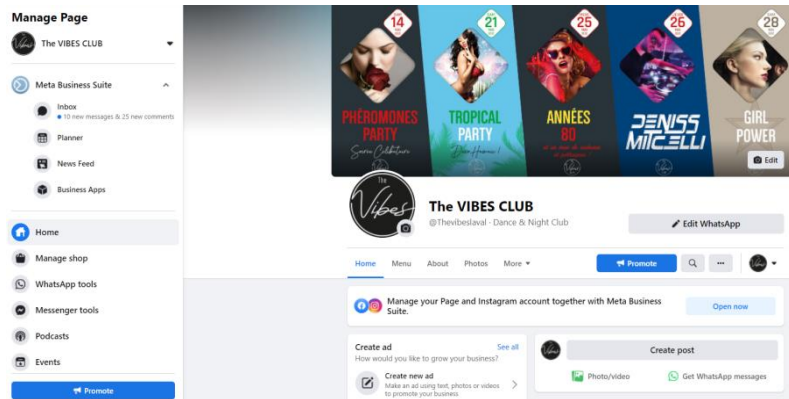 Manage Page
The VIBES CLUB
Meta Business Suite
Inbox
10 new messages & 25 new comments
Planner
News Feed
Business Apps
Home
Manage shop
WhatsApp tools
Messenger tools
Podcasts
Events
Promote
14
21
25
26
28
PHÉROMONES
PARTY
Soirée Célibataire
TROPICAL
PARTY
ANNÉES
80
DENISS
MITCELLI
GIRL
POWER
Edit
The
Vibes
The VIBES CLUB
@Thevibeslaval · Dance & Night Club
Edit WhatsApp
Home Menu About Photos More
Promote
Manage your Page and Instagram account together with Meta Business
Suite.
Open now
Create ad See all
How would you like to grow your business?
Create new ad
Make an ad using text, photos or videos
to promote your business
Create post
Photo/video Get WhatsApp messages